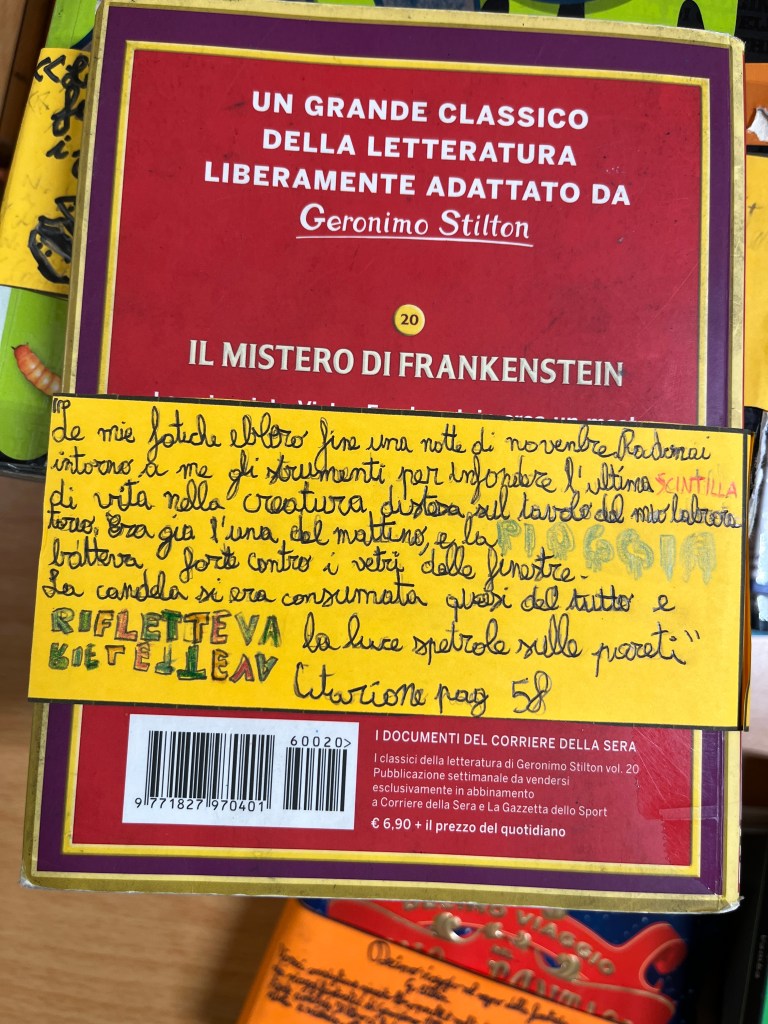 UN GRANDE CLASSICO
DELLA LETTERATURA
LIBERAMENTE ADATTATO DA
Geronimo Stilton
20
IL MISTERO DI FRANKENSTEIN
"Le mie fatiche ebbero fine una notte di novembre. Radunai
intorno a me gli strumenti per infondere l'ultima SCINTILLA
di vita nella creatura distesa sul tavolo del mio labora
torio. Era già l'una del mattino, e la PIOGGIA
batteva forte contro i vetri delle finestre.
La candela si era consumata quasi del tutto e
RIFLETTEVA la luce spetrale sulle pareti"
RIFLETTEVA
Citazione pag 58
60020>
9 771827 970401
I DOCUMENTI DEL CORRIERE DELLA SERA
I classici della letteratura di Geronimo Stilton vol. 20
Pubblicazione settimanale da vendersi
esclusivamente in abbinamento
a Corriere della Sera e La Gazzetta dello Sport
€ 6,90 + il prezzo del quotidiano
VIAGGIO